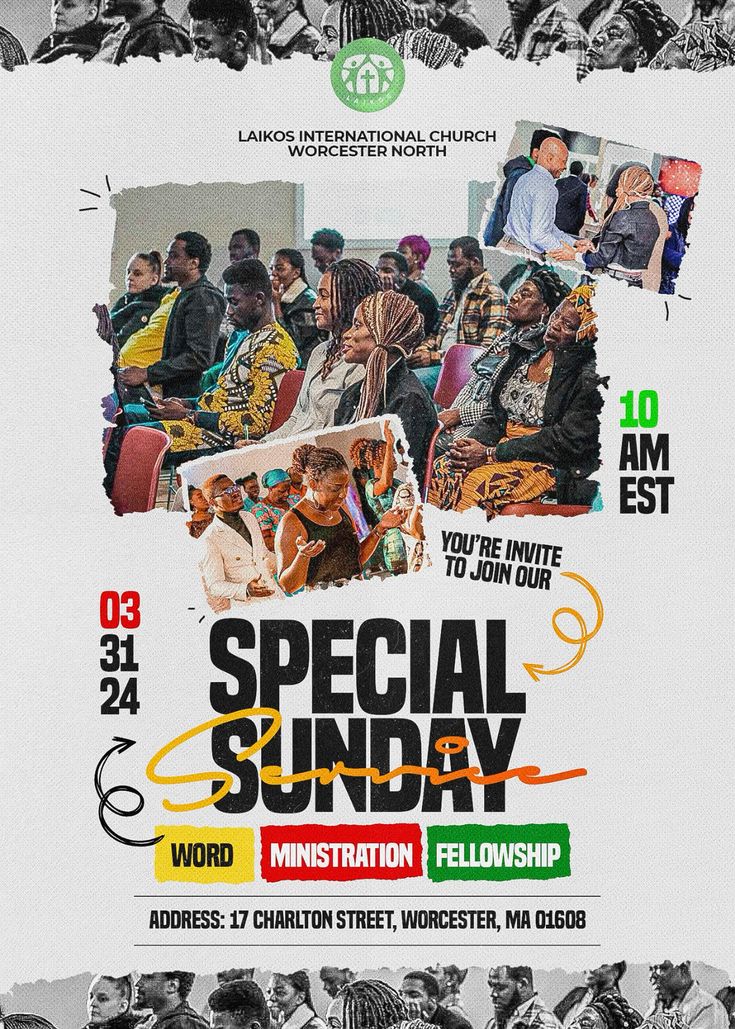 LAIKOS
LAIKOS INTERNATIONAL CHURCH
WORCESTER NORTH
10
AM
EST
YOU'RE INVITE
TO JOIN OUR
03
31
24
SPECIAL
SUNDAY
Service
WORD
MINISTRATION
FELLOWSHIP
ADDRESS: 17 CHARLTON STREET, WORCESTER, MA 01608